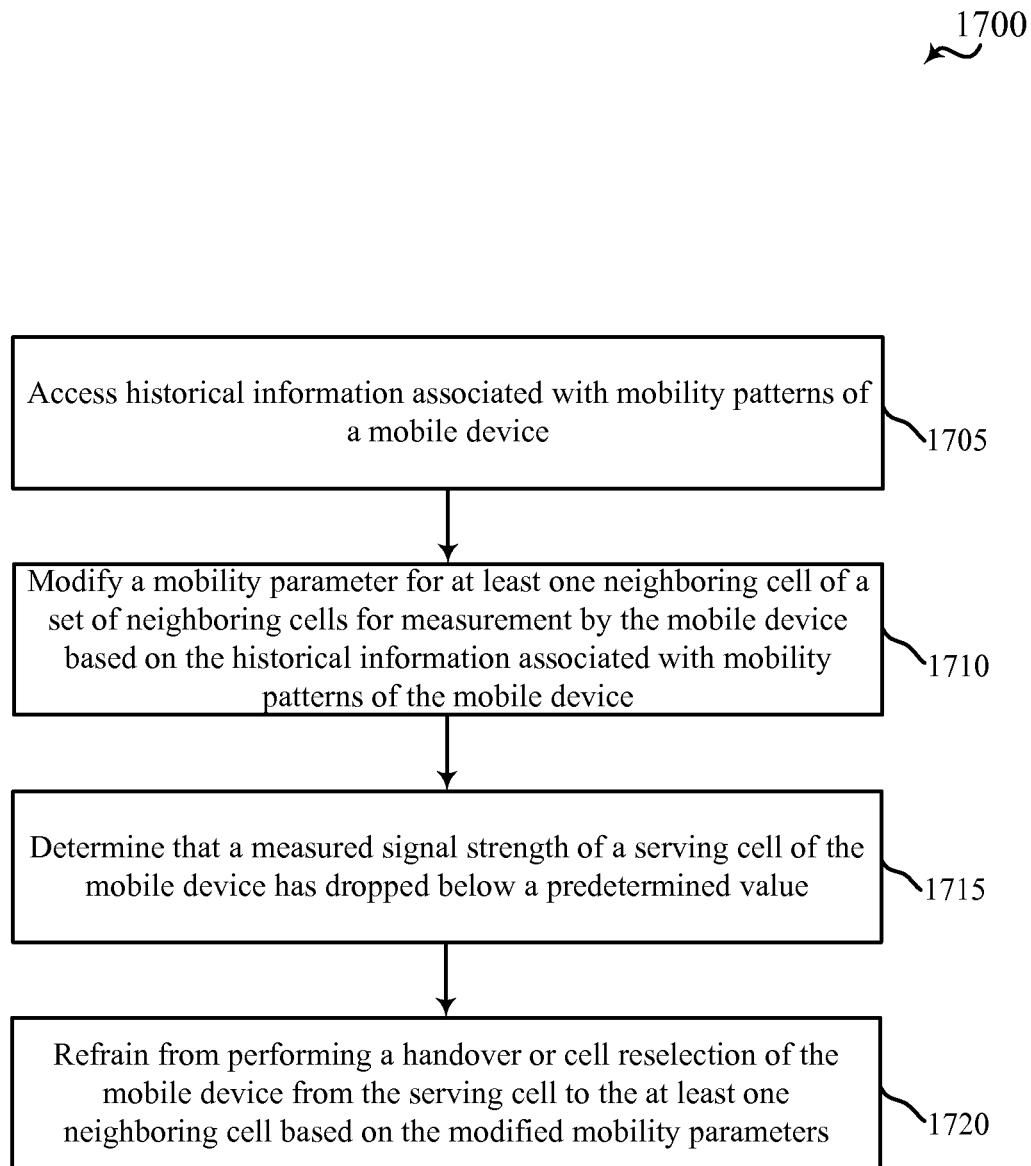 1700
Access historical information associated with mobility patterns of
a mobile device
1705
Modify a mobility parameter for at least one neighboring cell of a
set of neighboring cells for measurement by the mobile device
based on the historical information associated with mobility
patterns of the mobile device
1710
Determine that a measured signal strength of a serving cell of the
mobile device has dropped below a predetermined value
1715
Refrain from performing a handover or cell reselection of the
mobile device from the serving cell to the at least one
neighboring cell based on the modified mobility parameters
1720